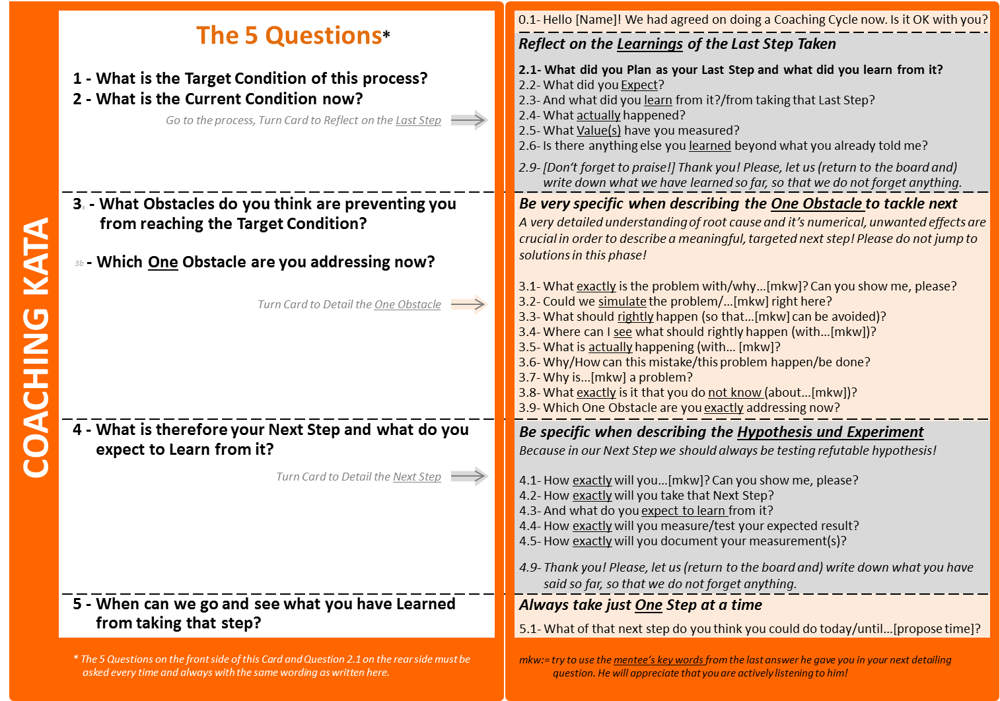 COACHING KATA
The 5 Questions*
1 - What is the Target Condition of this process?
2 - What is the Current Condition now?
Go to the process, Turn Card to Reflect on the Last Step
3a - What Obstacles do you think are preventing you
from reaching the Target Condition?
3b - Which One Obstacle are you addressing now?
Turn Card to Detail the One Obstacle
4 - What is therefore your Next Step and what do you
expect to Learn from it?
Turn Card to Detail the Next Step
5 - When can we go and see what you have Learned
from taking that step?
* The 5 Questions on the front side of this Card and Question 2.1 on the rear side must be
asked every time and always with the same wording as written here.
0.1- Hello [Name]! We had agreed on doing a Coaching Cycle now. Is it OK with you?
Reflect on the Learnings of the Last Step Taken
2.1- What did you Plan as your Last Step and what did you learn from it?
2.2- What did you Expect?
2.3- And what did you learn from it?/from taking that Last Step?
2.4- What actually happened?
2.5- What Value(s) have you measured?
2.6- Is there anything else you learned beyond what you already told me?
2.9- [Don‘t forget to praise!] Thank you! Please, let us (return to the board and)
write down what we have learned so far, so that we do not forget anything.
Be very specific when describing the One Obstacle to tackle next
A very detailed understanding of root cause and it’s numerical, unwanted effects are
crucial in order to describe a meaningful, targeted next step! Please do not jump to
solutions in this phase!
3.1- What exactly is the problem with/why...[mkw]? Can you show me, please?
3.2- Could we simulate the problem/...[mkw] right here?
3.3- What should rightly happen (so that...[mkw] can be avoided)?
3.4- Where can I see what should rightly happen (with...[mkw])?
3.5- What is actually happening (with... [mkw]?
3.6- Why/How can this mistake/this problem happen/be done?
3.7- Why is...[mkw] a problem?
3.8- What exactly is it that you do not know (about...[mkw])?
3.9- Which One Obstacle are you exactly addressing now?
Be specific when describing the Hypothesis und Experiment
Because in our Next Step we should always be testing refutable hypothesis!
4.1- How exactly will you...[mkw]? Can you show me, please?
4.2- How exactly will you take that Next Step?
4.3- And what do you expect to learn from it?
4.4- How exactly will you measure/test your expected result?
4.5- How exactly will you document your measurement(s)?
4.9- Thank you! Please, let us (return to the board and) write down what you have
said so far, so that we do not forget anything.
Always take just One Step at a time
5.1- What of that next step do you think you could do today/until...[propose time]?
mkw:= try to use the mentee‘s key words from the last answer he gave you in your next detailing
question. He will appreciate that you are actively listening to him!